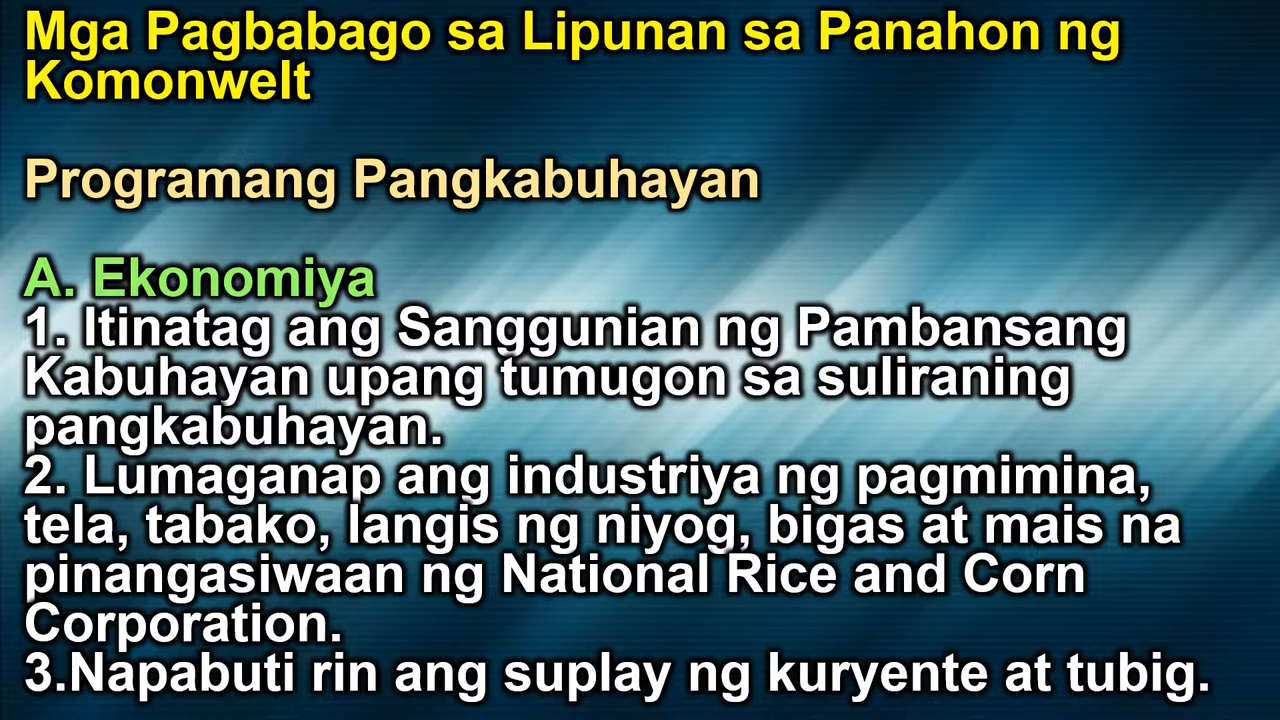 Mga Pagbabago sa Lipunan sa Panahon ng
Komonwelt
Programang Pangkabuhayan
A. Ekonomiya
1. Itinatag ang Sanggunian ng Pambansang
Kabuhayan upang tumugon sa suliraning
pangkabuhayan.
2. Lumaganap ang industriya ng pagmimina,
tela, tabako, langis ng niyog, bigas at mais na
pinangasiwaan ng National Rice and Corn
Corporation.
3.Napabuti rin ang suplay ng kuryente at tubig.